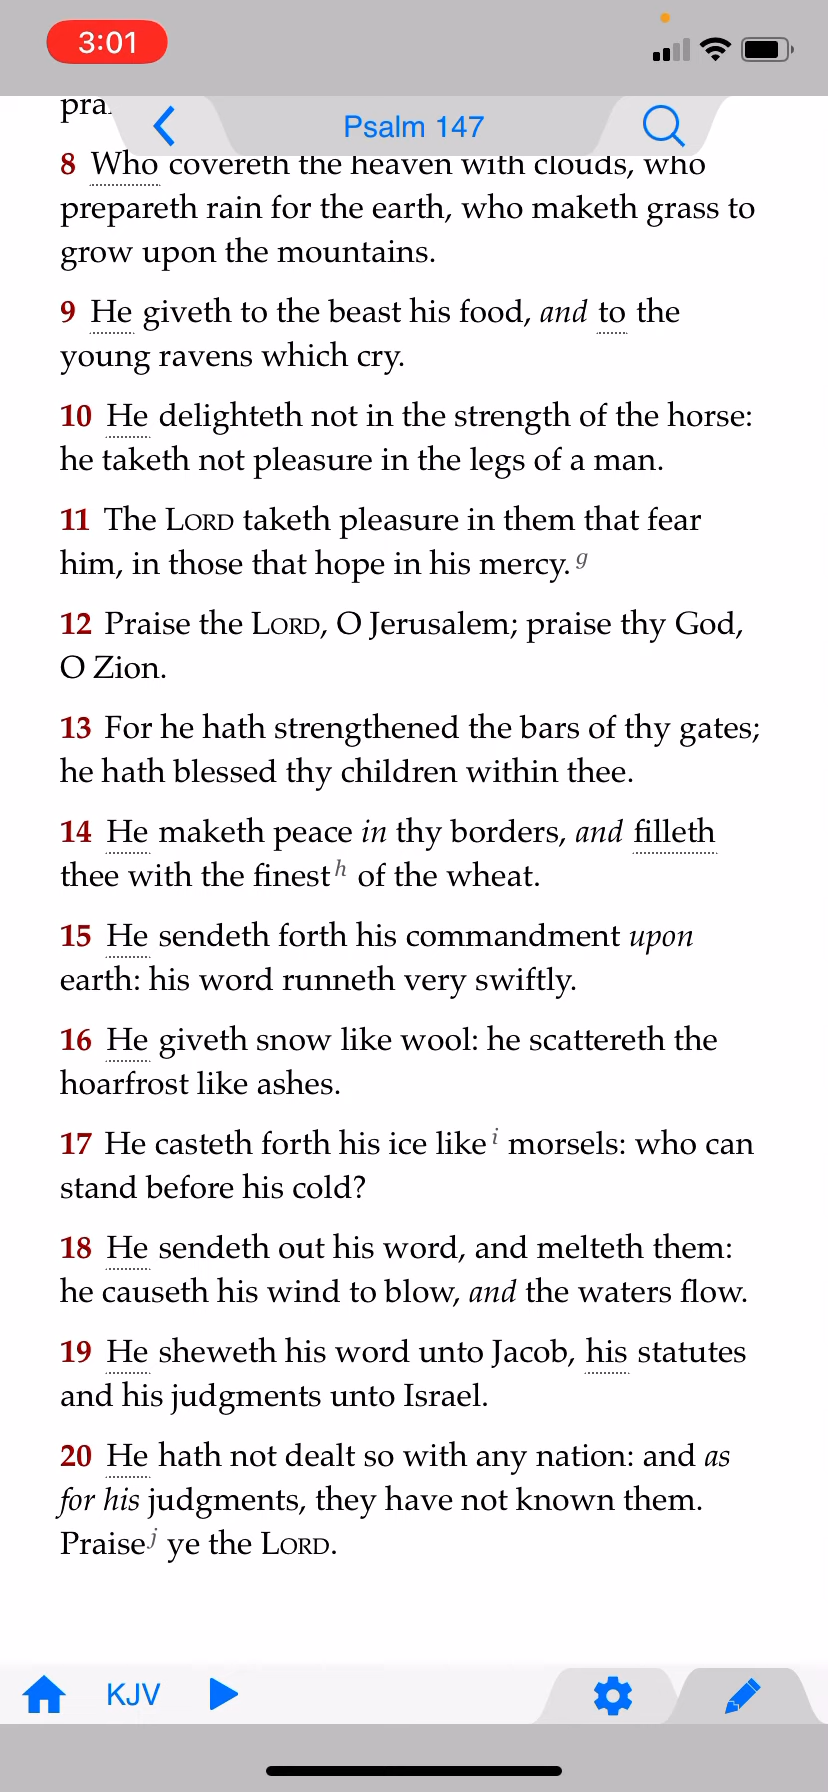 3:01
Psalm 147
8 Who covereth the heaven with clouds, who
prepareth rain for the earth, who maketh grass to
grow upon the mountains.
9 He giveth to the beast his food, and to the
young ravens which cry.
10 He delighteth not in the strength of the horse:
he taketh not pleasure in the legs of a man.
11 The LORD taketh pleasure in them that fear
him, in those that hope in his mercy. g
12 Praise the LORD, O Jerusalem; praise thy God,
O Zion.
13 For he hath strengthened the bars of thy gates;
he hath blessed thy children within thee.
14 He maketh peace in thy borders, and filleth
thee with the finest h of the wheat.
15 He sendeth forth his commandment upon
earth: his word runneth very swiftly.
16 He giveth snow like wool: he scattereth the
hoarfrost like ashes.
17 He casteth forth his ice like i morsels: who can
stand before his cold?
18 He sendeth out his word, and melteth them:
he causeth his wind to blow, and the waters flow.
19 He sheweth his word unto Jacob, his statutes
and his judgments unto Israel.
20 He hath not dealt so with any nation: and as
for his judgments, they have not known them.
Praise j ye the LORD.
KJV